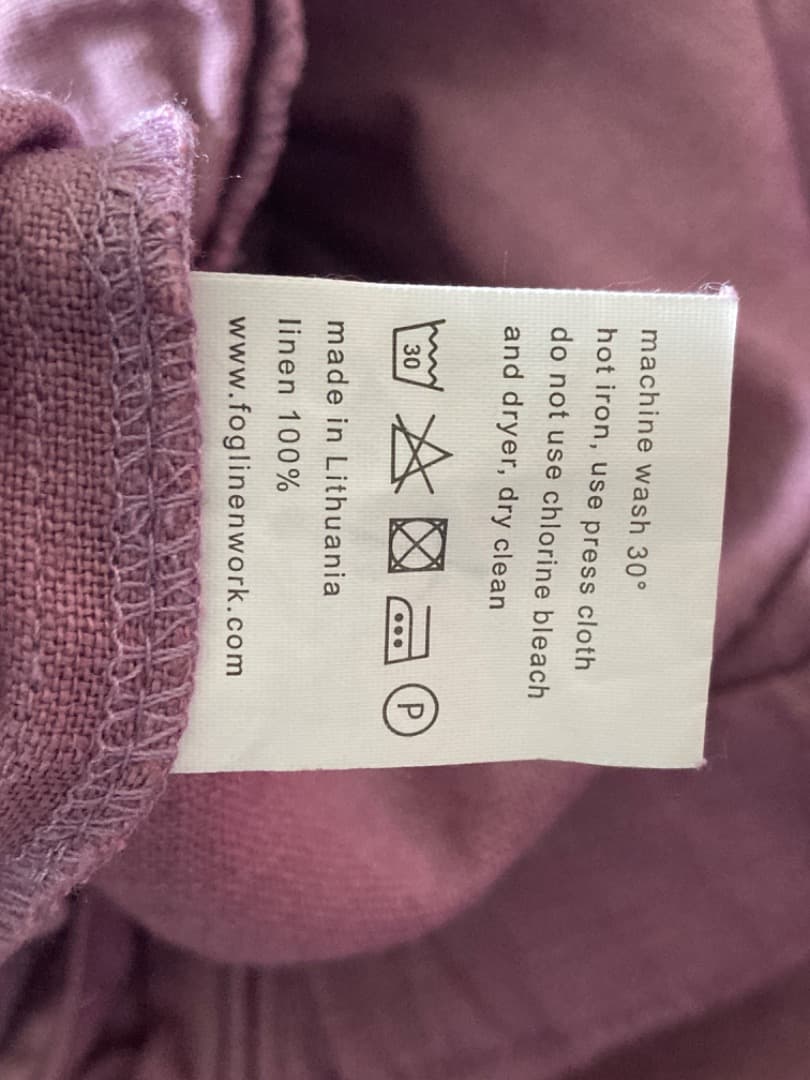 machine wash 30°
hot iron, use press cloth
do not use chlorine bleach
and dryer, dry clean
30 P
made in Lithuania
linen 100%
www.foglinenwork.com